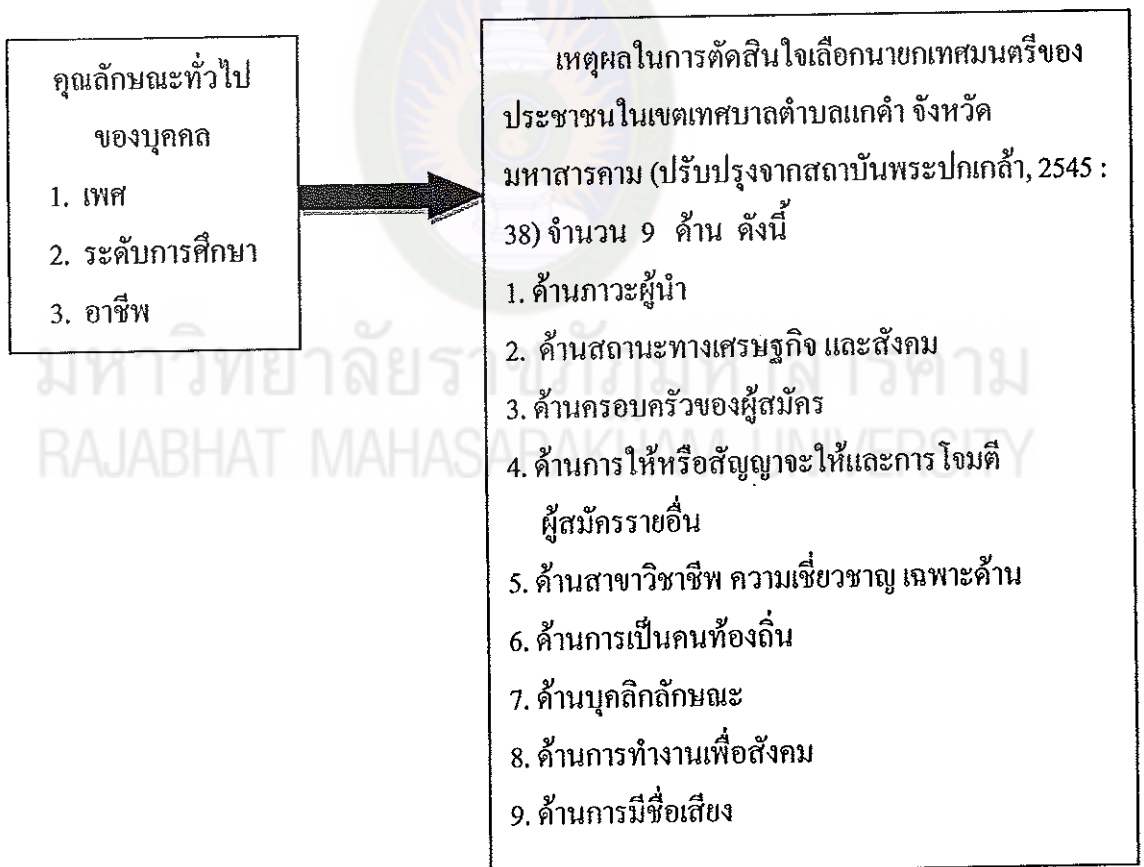 คุณลักษณะทั่วไป
ของบุคคล
1. เพศ
2. ระดับการศึกษา
3. อาชีพ
เหตุผลในการตัดสินใจเลือกนายกเทศมนตรีของ
ประชาชนในเขตเทศบาลตำบลแกดำ จังหวัด
มหาสารคาม (ปรับปรุงจากสถาบันพระปกเกล้า, 2545 :
38) จำนวน 9 ด้าน ดังนี้
1. ด้านภาวะผู้นำ
2. ด้านสถานะทางเศรษฐกิจ และสังคม
3. ด้านครอบครัวของผู้สมัคร
4. ด้านการให้หรือสัญญาจะให้และการโจมตี
ผู้สมัครรายอื่น
5. ด้านสาขาวิชาชีพ ความเชี่ยวชาญ เฉพาะด้าน
6. ด้านการเป็นคนท้องถิ่น
7. ด้านบุคลิกลักษณะ
8. ด้านการทำงานเพื่อสังคม
9. ด้านการมีชื่อเสียง
มหาวิทยาลัยราชภัฏมหาสารคาม
RAJABHAT MAHASARAKHAM UNIVERSITY